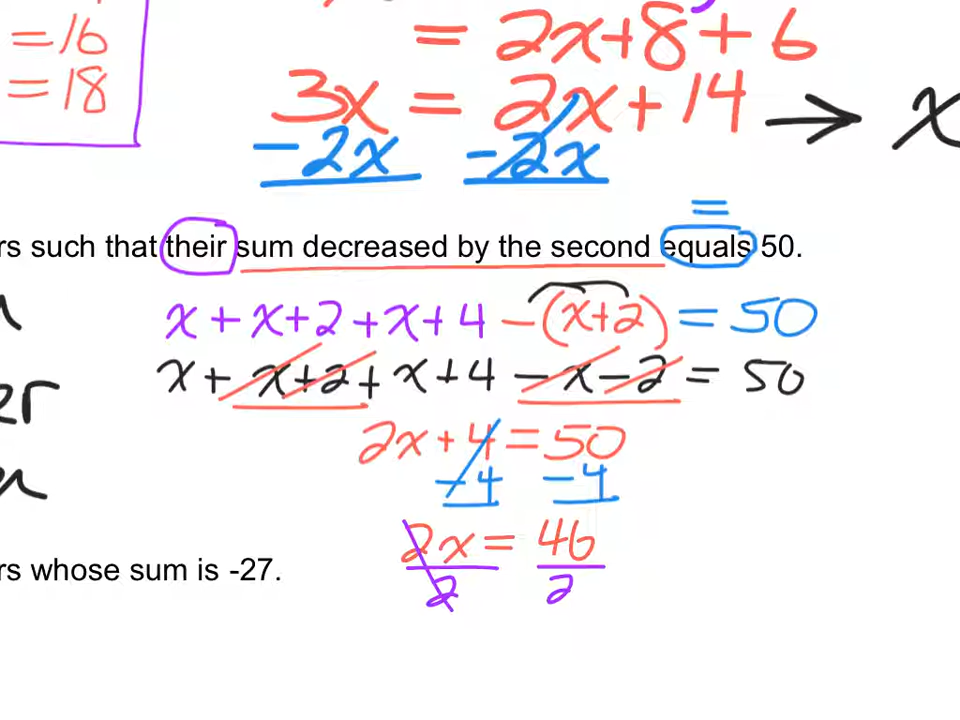 = 16
= 2x+8+6
= 18
3x = 2x+14 → x
-2x -2x
=
rs such that their sum decreased by the second equals 50.
x+x+2+x+4 -(x+2) = 50
x+x+2+x+4 -x-2 = 50
er
2x+4=50
-4 -4
2x = 46
2 2
rs whose sum is -27.